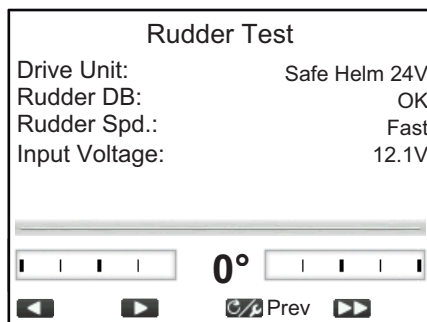 Rudder Test
Drive Unit: Safe Helm 24V
Rudder DB: OK
Rudder Spd.: Fast
Input Voltage: 12.1V
0°
Prev